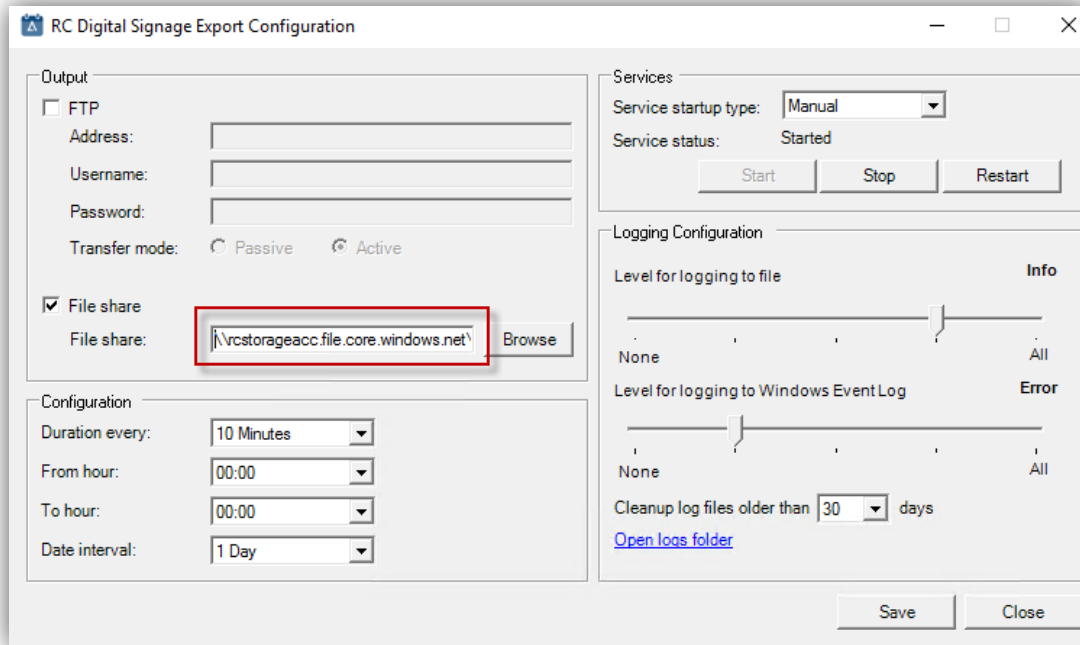 RC Digital Signage Export Configuration
Output
FTP
Address:
Username:
Password:
Transfer mode: Passive Active
File share
File share: \\rcstorageacc.file.core.windows.net\ Browse
Configuration
Duration every: 10 Minutes
From hour: 00:00
To hour: 00:00
Date interval: 1 Day
Services
Service startup type: Manual
Service status: Started
Start Stop Restart
Logging Configuration
Level for logging to file Info
None All
Level for logging to Windows Event Log Error
None All
Cleanup log files older than 30 days
Open logs folder
Save Close